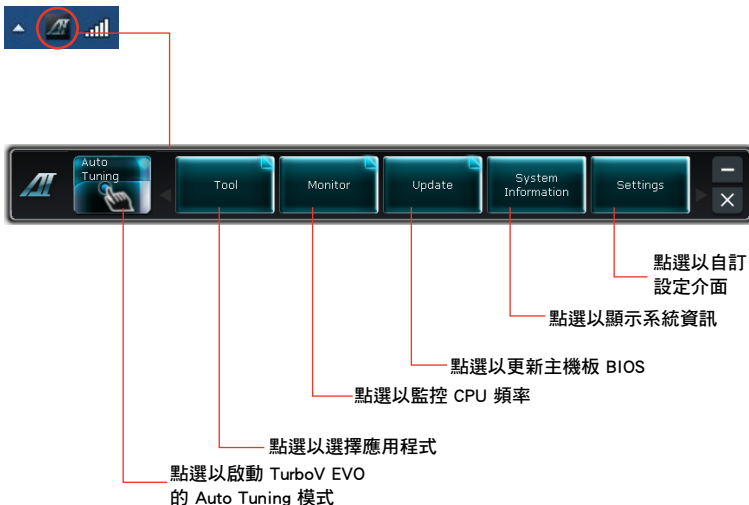 Auto
Tuning
Tool
Monitor
Update
System
Information
Settings
點選以自訂
設定介面
點選以顯示系統資訊
點選以更新主機板 BIOS
點選以監控 CPU 頻率
點選以選擇應用程式
點選以啟動 TurboV EVO
的 Auto Tuning 模式